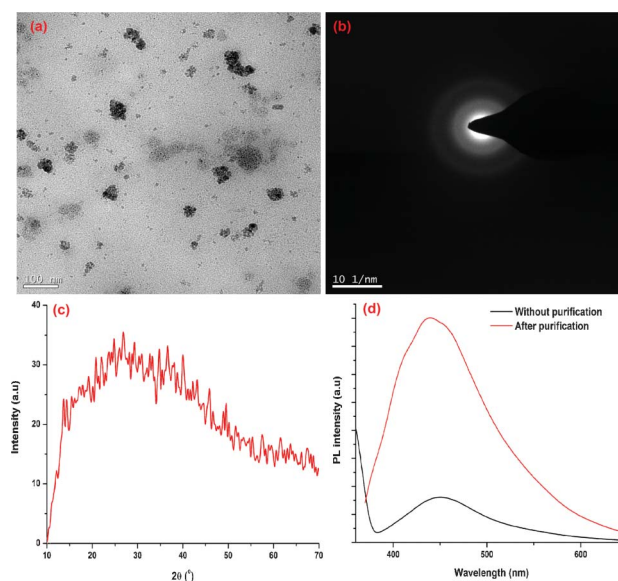 (a)
100 nm
(b)
10 1/nm
(c)
Intensity (a.u)
40
30
20
10
0
10 20 30 40 50 60 70
2θ (⁰)
(d)
Without purification
After purification
PL intensity (a.u)
400 500 600
Wavelength (nm)